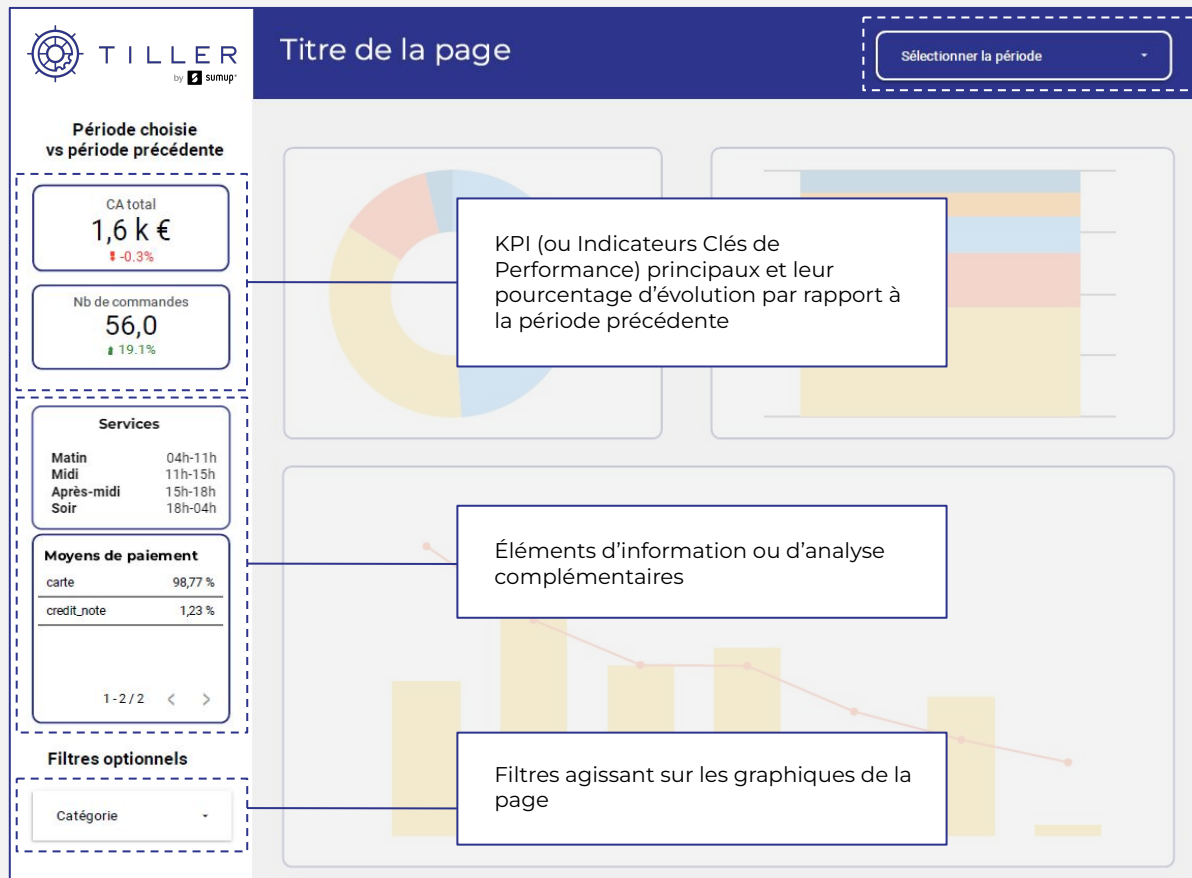 TILLER
by sumup
Titre de la page
Sélectionner la période
Période choisie
vs période précédente
CA total
1,6 k €
-0.3%
Nb de commandes
56,0
19.1%
KPI (ou Indicateurs Clés de
Performance) principaux et leur
pourcentage d’évolution par rapport à
la période précédente
Services
Matin 04h-11h
Midi 11h-15h
Après-midi 15h-18h
Soir 18h-04h
Moyens de paiement
carte 98,77 %
credit_note 1,23 %
1 - 2 / 2 < >
Éléments d’information ou d’analyse
complémentaires
Filtres optionnels
Catégorie
Filtres agissant sur les graphiques de la
page